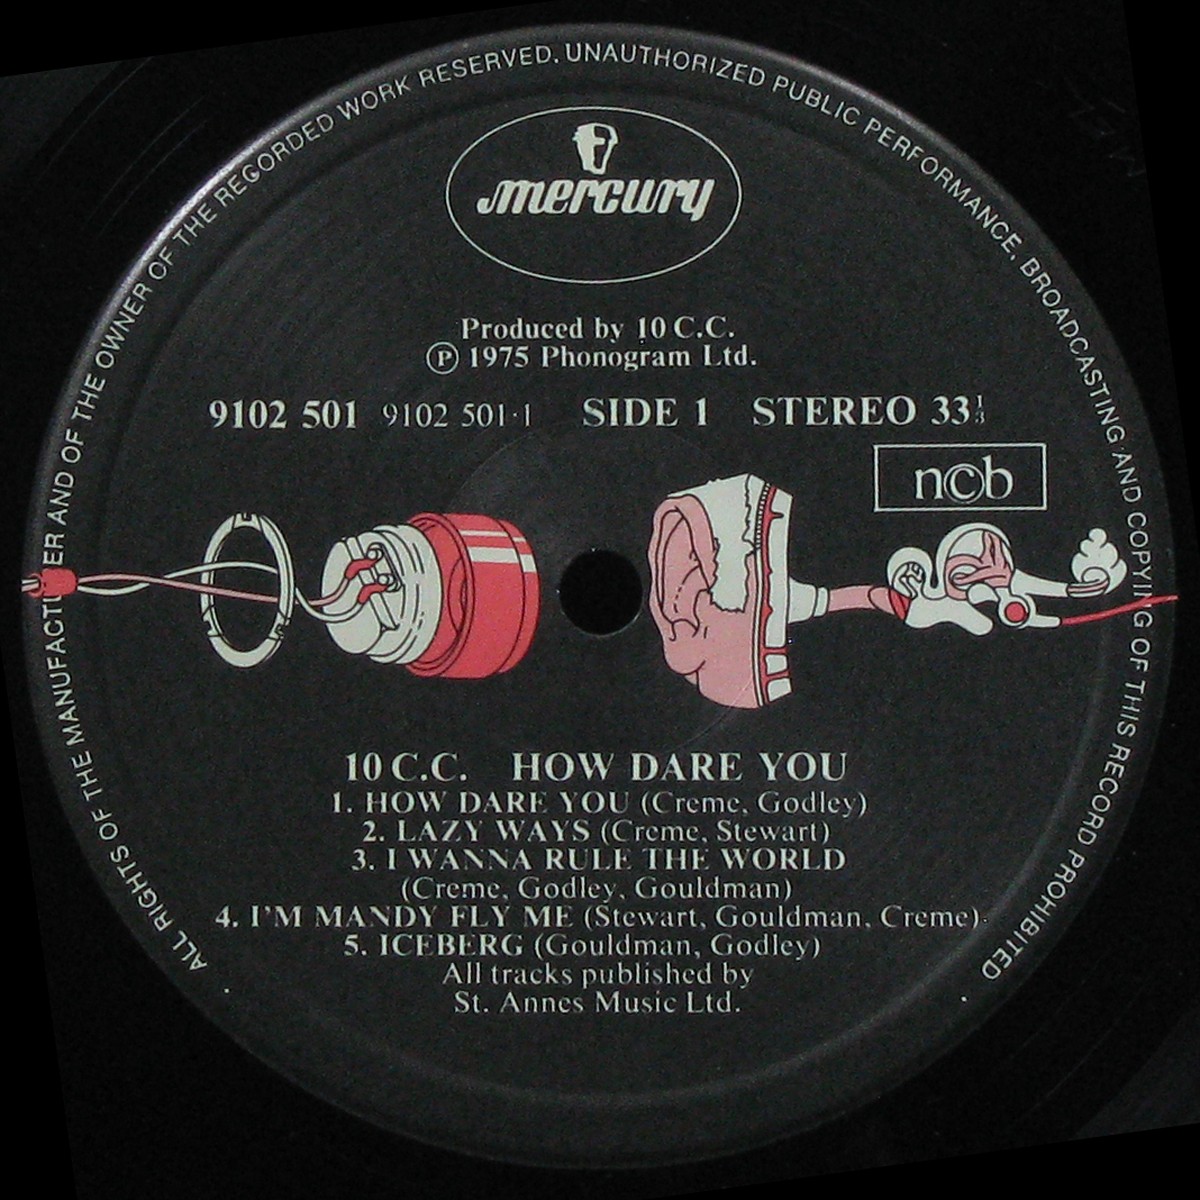 ALL RIGHTS OF THE MANUFACTURER AND OF THE OWNER OF THE RECORDED WORK RESERVED. UNAUTHORIZED PUBLIC PERFORMANCE, BROADCASTING AND COPYING OF THIS RECORD PROHIBITED
mercury
Produced by 10 C.C.
Ⓟ 1975 Phonogram Ltd.
9102 501 9102 501·1 SIDE 1 STEREO 33⅓
n©b
10 C.C. HOW DARE YOU
1. HOW DARE YOU (Creme, Godley)
2. LAZY WAYS (Creme, Stewart)
3. I WANNA RULE THE WORLD
(Creme, Godley, Gouldman)
4. I'M MANDY FLY ME (Stewart, Gouldman, Creme)
5. ICEBERG (Gouldman, Godley)
All tracks published by
St. Annes Music Ltd.